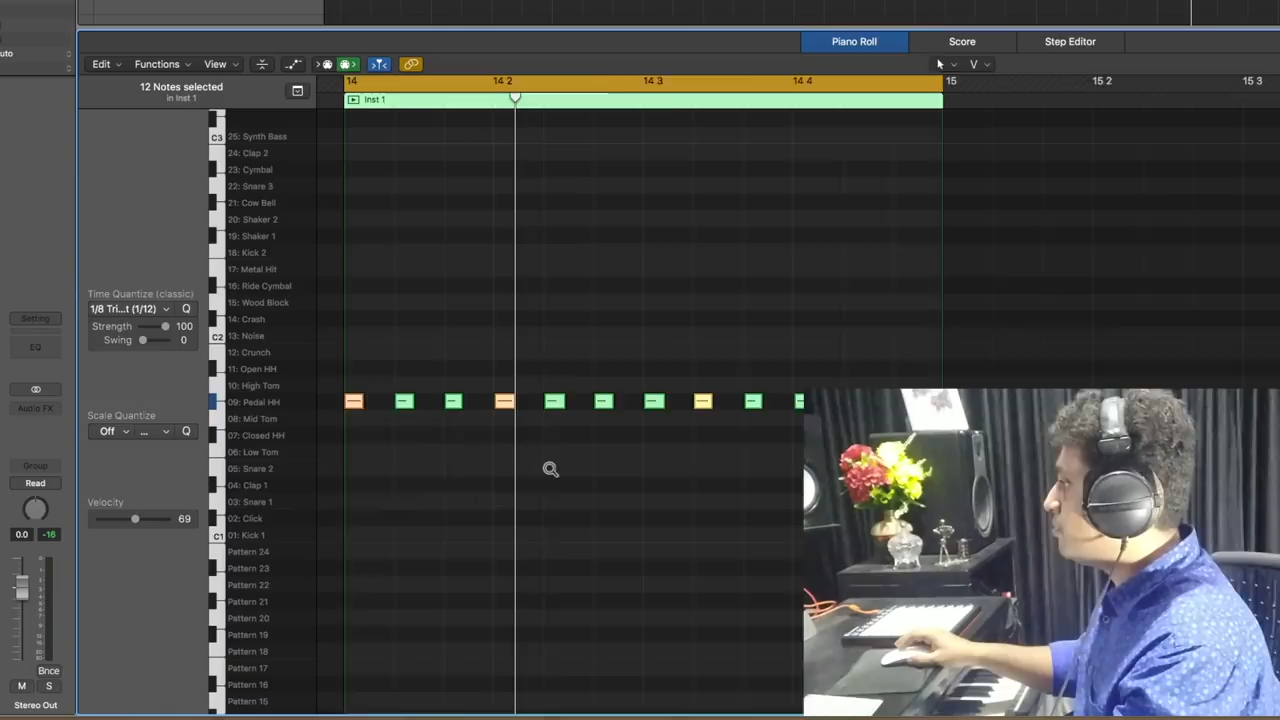 uto
Piano Roll
Score
Step Editor
Edit
Functions
View
V
12 Notes selected
in Inst 1
14
14 2
14 3
14 4
15
15 2
15 3
Inst 1
C3
25: Synth Bass
24: Clap 2
23: Cymbal
22: Snare 3
21: Cow Bell
20: Shaker 2
19: Shaker 1
18: Kick 2
17: Metal Hit
16: Ride Cymbal
15: Wood Block
14: Crash
C2
13: Noise
12: Crunch
11: Open HH
10: High Tom
09: Pedal HH
08: Mid Tom
07: Closed HH
06: Low Tom
05: Snare 2
04: Clap 1
03: Snare 1
02: Click
C1
01: Kick 1
Pattern 24
Pattern 23
Pattern 22
Pattern 21
Pattern 20
Pattern 19
Pattern 18
Pattern 17
Pattern 16
Pattern 15
Time Quantize (classic)
1/8 Tri...t (1/12)
Q
Strength
100
Swing
0
Scale Quantize
Off
...
Q
Velocity
69
Setting
EQ
Audio FX
Group
Read
0.0
-16
Bnce
M
S
Stereo Out